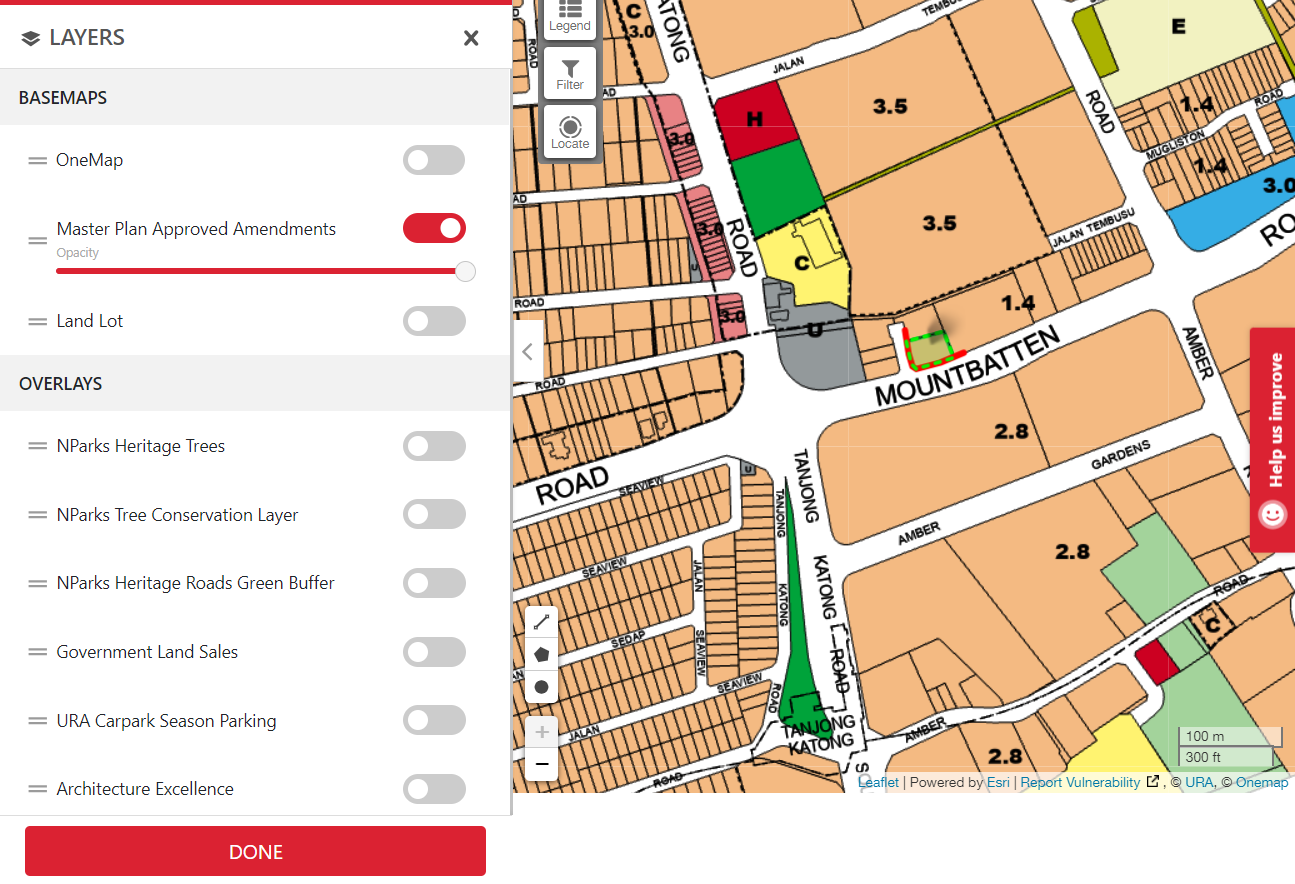 LAYERS
BASEMAPS
OneMap
Master Plan Approved Amendments
Opacity
Land Lot
OVERLAYS
NParks Heritage Trees
NParks Tree Conservation Layer
NParks Heritage Roads Green Buffer
Government Land Sales
URA Carpark Season Parking
Architecture Excellence
DONE
Legend
Filter
Locate
C
3.0
KATONG
ROAD
JALAN
TEMBUSU
E
H
3.5
ROAD
1.4
ROAD
MUGLISTON
1.4
3.0
3.0
3.0
ROAD
3.5
JALAN TEMBUSU
C
U
ROAD
3.0
U
1.4
MOUNTBATTEN
AMBER
ROAD
2.8
GARDENS
ROAD
SEAVIEW
U
TANJONG
TANJONG
AMBER
2.8
SEAVIEW
JALAN
KATONG
KATONG
ROAD
SEDAP
SEAVIEW
SEAVIEW
ROAD
ROAD
C
JALAN
TANJONG
KATONG
AMBER
2.8
ROAD
Help us improve
100 m
300 ft
Leaflet | Powered by Esri | Report Vulnerability , © URA, © Onemap